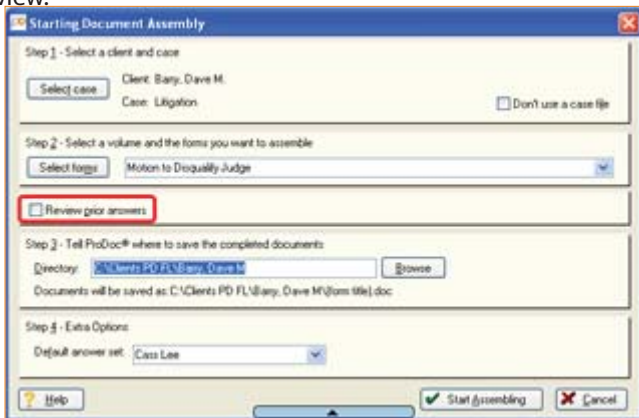 view.
Starting Document Assembly
Step 1 - Select a client and case
Select case
Client: Barry, Dave M.
Case: Litigation
Don't use a case file
Step 2 - Select a volume and the forms you want to assemble
Select forms
Motion to Disqualify Judge
Review prior answers
Step 3 - Tell ProDoc® where to save the completed documents
Directory: C:\Clients PD FL\Barry, Dave M Browse
Documents will be saved as: C:\Clients PD FL\Barry, Dave M\[form title].doc
Step 4 - Extra Options
Default answer set: Cass Lee
Help
Start Assembling
Cancel